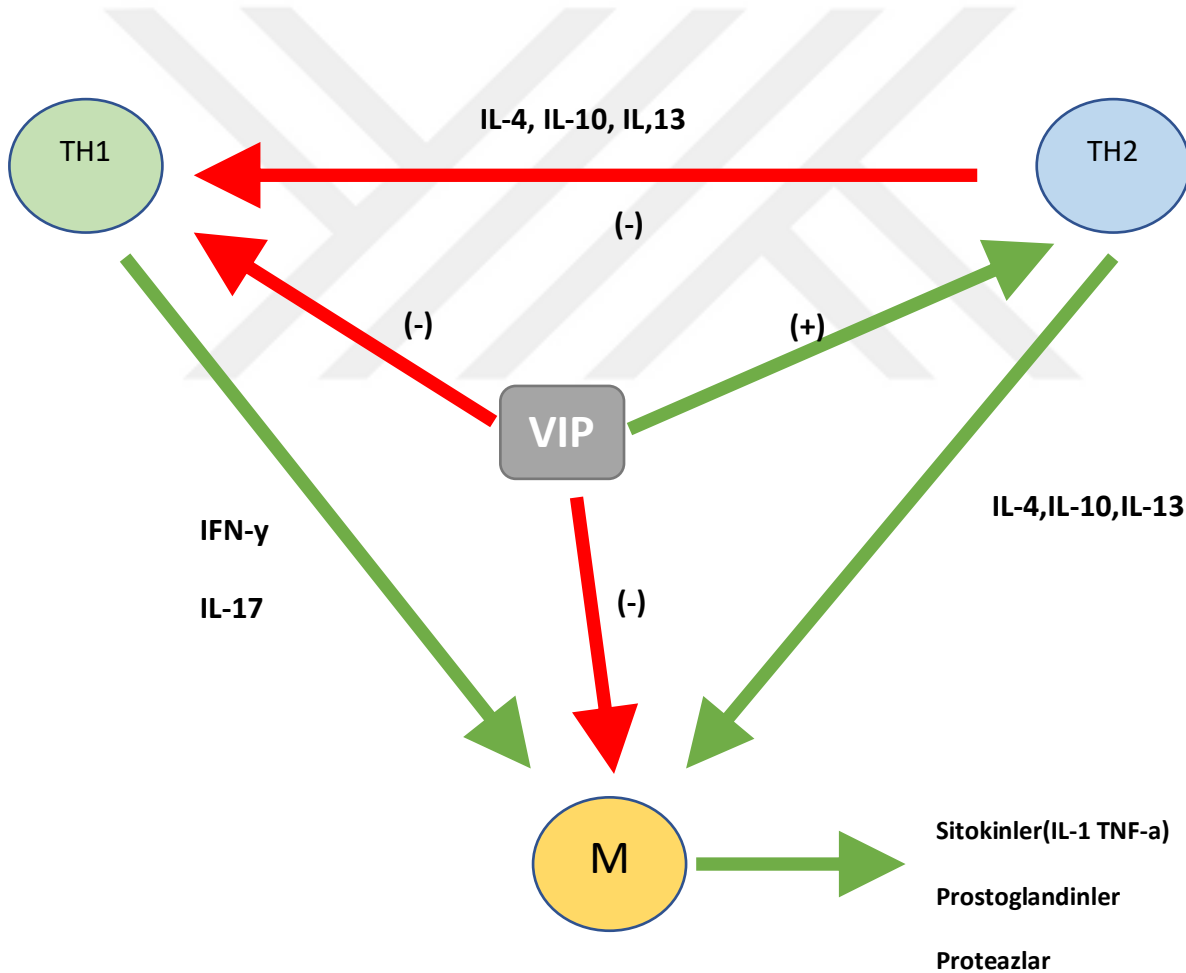 IL-4, IL-10, IL,13
TH1
TH2
(-)
(-)
(+)
VIP
IL-4,IL-10,IL-13
IFN-y
IL-17
(-)
M
Sitokinler(IL-1 TNF-a)
Prostoglandinler
Proteazlar